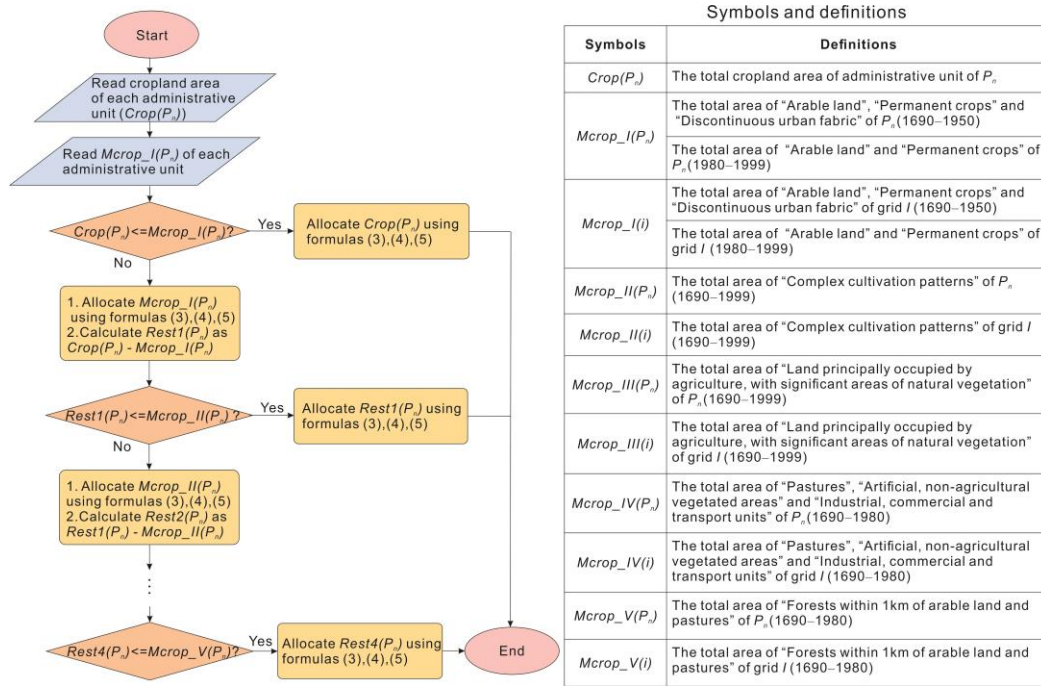 Start
Read cropland area
of each administrative
unit (Crop(Pₙ))
Read Mcrop_I(Pₙ) of each
administrative unit
Crop(Pₙ)<=Mcrop_I(Pₙ)?
Yes
Allocate Crop(Pₙ) using
formulas (3),(4),(5)
No
1. Allocate Mcrop_I(Pₙ)
using formulas (3),(4),(5)
2.Calculate Rest1(Pₙ) as
Crop(Pₙ) - Mcrop_I(Pₙ)
Rest1(Pₙ)<=Mcrop_II(Pₙ)?
Yes
Allocate Rest1(Pₙ) using
formulas (3),(4),(5)
No
1. Allocate Mcrop_II(Pₙ)
using formulas (3),(4),(5)
2.Calculate Rest2(Pₙ) as
Rest1(Pₙ) - Mcrop_II(Pₙ)
Rest4(Pₙ)<=Mcrop_V(Pₙ)?
Yes
Allocate Rest4(Pₙ) using
formulas (3),(4),(5)
End
Symbols and definitions
Symbols
Definitions
Crop(Pₙ)
The total cropland area of administrative unit of Pₙ
Mcrop_I(Pₙ)
The total area of “Arable land”, “Permanent crops” and
“Discontinuous urban fabric” of Pₙ (1690–1950)
The total area of “Arable land” and “Permanent crops” of
Pₙ (1980–1999)
Mcrop_I(i)
The total area of “Arable land”, “Permanent crops” and
“Discontinuous urban fabric” of grid I (1690–1950)
The total area of “Arable land” and “Permanent crops” of
grid I (1980–1999)
Mcrop_II(Pₙ)
The total area of “Complex cultivation patterns” of Pₙ
(1690–1999)
Mcrop_II(i)
The total area of “Complex cultivation patterns” of grid I
(1690–1999)
Mcrop_III(Pₙ)
The total area of “Land principally occupied by
agriculture, with significant areas of natural vegetation”
of Pₙ (1690–1999)
Mcrop_III(i)
The total area of “Land principally occupied by
agriculture, with significant areas of natural vegetation”
of grid I (1690–1999)
Mcrop_IV(Pₙ)
The total area of “Pastures”, “Artificial, non-agricultural
vegetated areas” and “Industrial, commercial and
transport units” of Pₙ (1690–1980)
Mcrop_IV(i)
The total area of “Pastures”, “Artificial, non-agricultural
vegetated areas” and “Industrial, commercial and
transport units” of grid I (1690–1980)
Mcrop_V(Pₙ)
The total area of “Forests within 1km of arable land and
pastures” of Pₙ (1690–1980)
Mcrop_V(i)
The total area of “Forests within 1km of arable land and
pastures” of grid I (1690–1980)